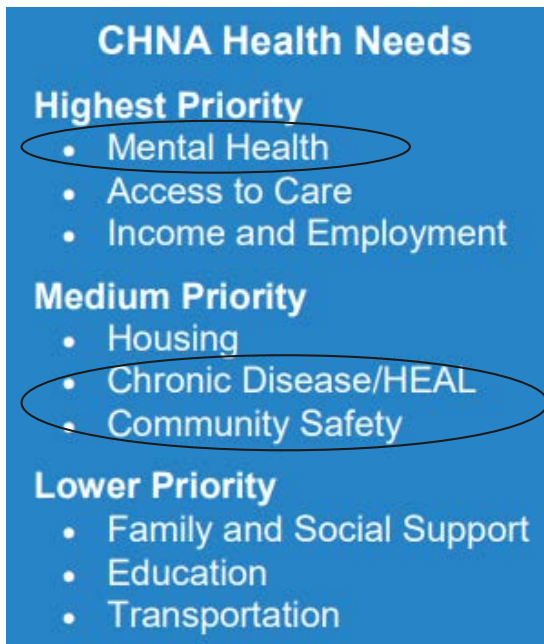 CHNA Health Needs
Highest Priority
• Mental Health
• Access to Care
• Income and Employment
Medium Priority
• Housing
• Chronic Disease/HEAL
• Community Safety
Lower Priority
• Family and Social Support
• Education
• Transportation